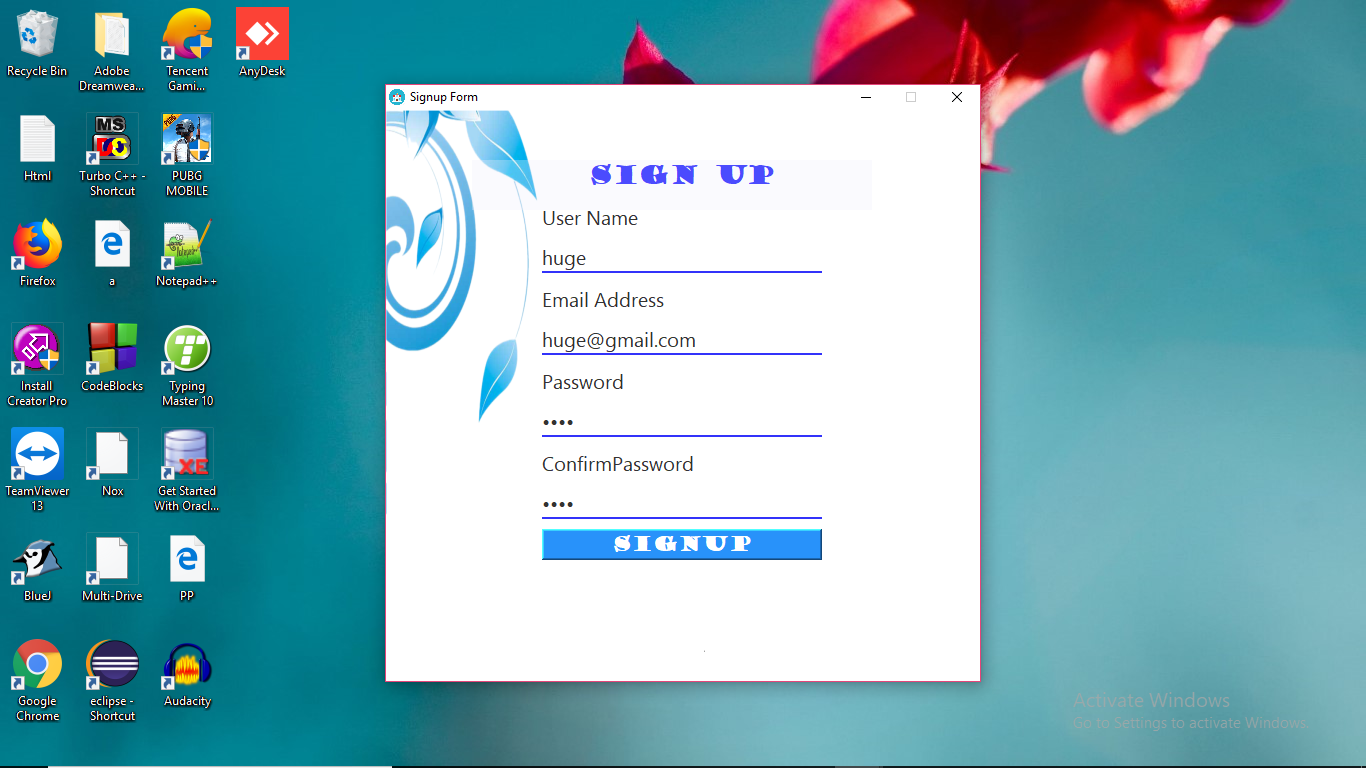 Recycle Bin
Adobe
Dreamwea...
Tencent
Gami...
AnyDesk
Html
MS
Turbo C++ -
Shortcut
PUBG
PUBG
MOBILE
Firefox
a
Notepad++
Install
Creator Pro
CodeBlocks
Typing
Master 10
TeamViewer
13
Nox
XE
Get Started
With Oracl...
BlueJ
Multi-Drive
PP
Google
Chrome
eclipse -
Shortcut
Audacity
Signup Form
SIGN UP
User Name
huge
Email Address
huge@gmail.com
Password
••••
ConfirmPassword
••••
SIGNUP
Activate Windows
Go to Settings to activate Windows.